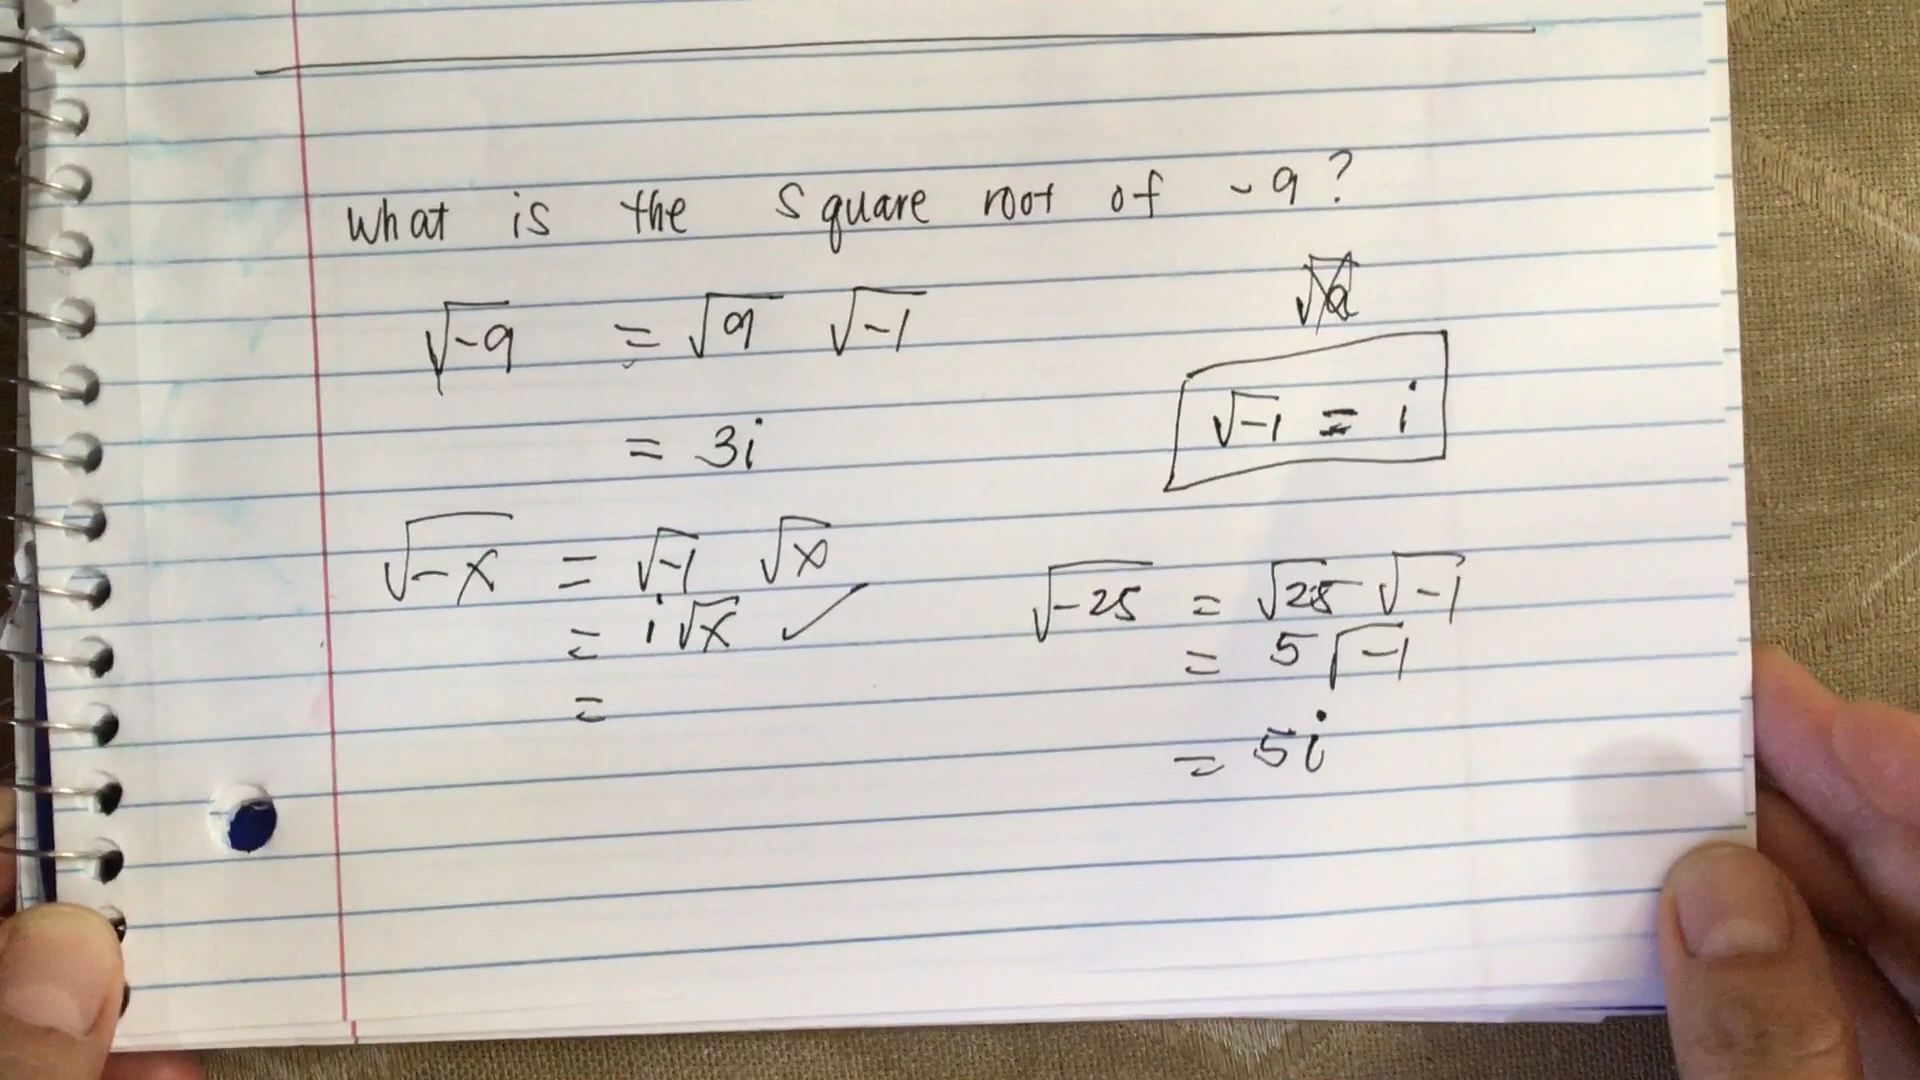 What is the square root of -9?
√-9 = √9 √-1
= 3i
√-1 = i
√-x = √-1 √x
= i√x ✓
=
√-25 = √25 √-1
= 5√-1
= 5i